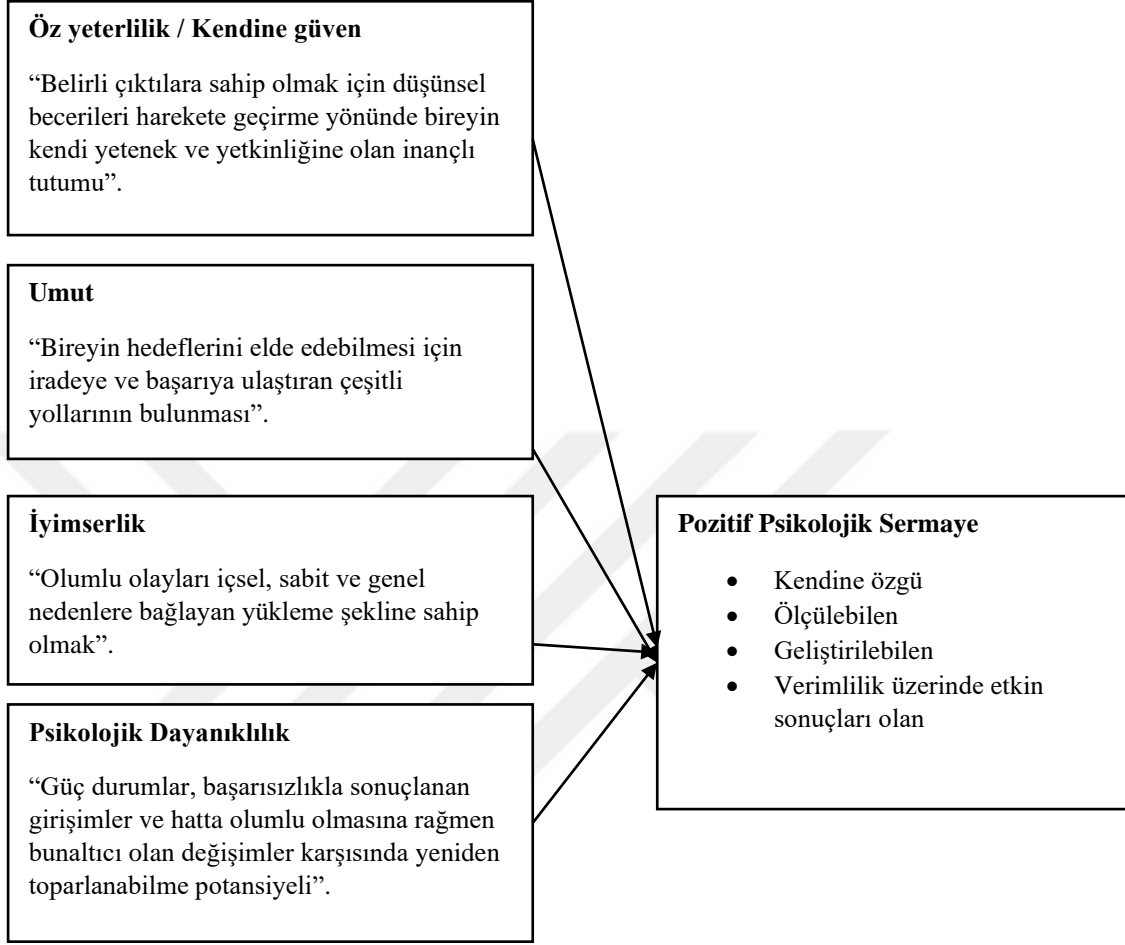 Öz yeterlilik / Kendine güven
“Belirli çıktılara sahip olmak için düşünsel
becerileri harekete geçirme yönünde bireyin
kendi yetenek ve yetkinliğine olan inançlı
tutumu”.
Umut
“Bireyin hedeflerini elde edebilmesi için
iradeye ve başarıya ulaştıran çeşitli
yollarının bulunması”.
İyimserlik
“Olumlu olayları içsel, sabit ve genel
nedenlere bağlayan yükleme şekline sahip
olmak”.
Psikolojik Dayanıklılık
“Güç durumlar, başarısızlıkla sonuçlanan
girişimler ve hatta olumlu olmasına rağmen
bunaltıcı olan değişimler karşısında yeniden
toparlanabilme potansiyeli”.
Pozitif Psikolojik Sermaye
• Kendine özgü
• Ölçülebilen
• Geliştirilebilen
• Verimlilik üzerinde etkin
sonuçları olan